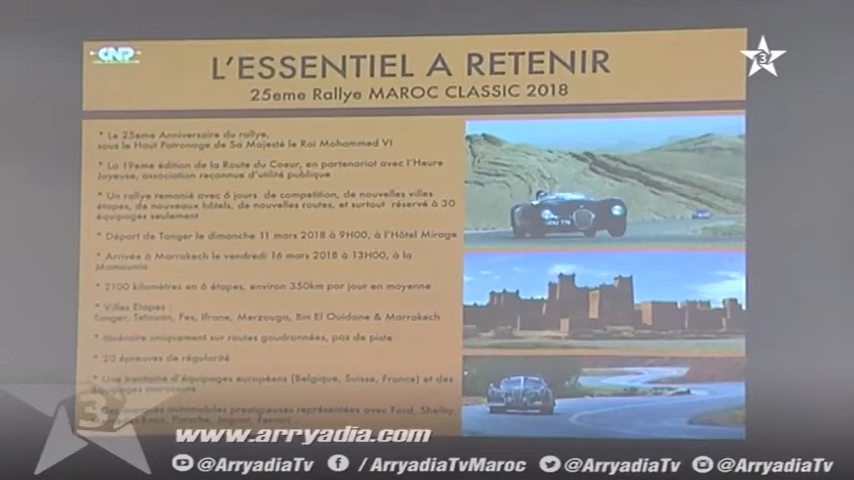 CNP
L'ESSENTIEL A RETENIR
25eme Rallye MAROC CLASSIC 2018
* Le 25eme Anniversaire du rallye,
sous le Haut Patronage de Sa Majesté le Roi Mohammed VI
* La 19eme édition de la Route du Coeur, en partenariat avec l'Heure
Joyeuse, association reconnue d'utilité publique
* Un rallye remanié avec 6 jours de competition, de nouvelles villes
étapes, de nouveaux hôtels, de nouvelles routes, et surtout réservé à 30
équipages seulement
* Départ de Tanger le dimanche 11 mars 2018 à 9H00, à l'Hôtel Mirage
* Arrivée à Marrakech le vendredi 16 mars 2018 à 13H00, à la
Mamounia
* 2100 kilomètres en 6 étapes, environ 350km par jour en moyenne
* Villes Etapes :
Tanger, Tetouan, Fes, Ifrane, Merzouga, Bin El Ouidane & Marrakech
* Itinéraire uniquement sur routes goudronnées, pas de piste
* 20 épreuves de régularité
* Une trentaine d'équipages européens (Belgique, Suisse, France) et des
équipages marocains
automobiles prestigieuses représentées avec Ford, Shelby,
Porsche, Jaguar, Ferrari
3
3
www.arryadia.com
@ArryadiaTv /ArryadiaTvMaroc @ArryadiaTv @ArryadiaTv